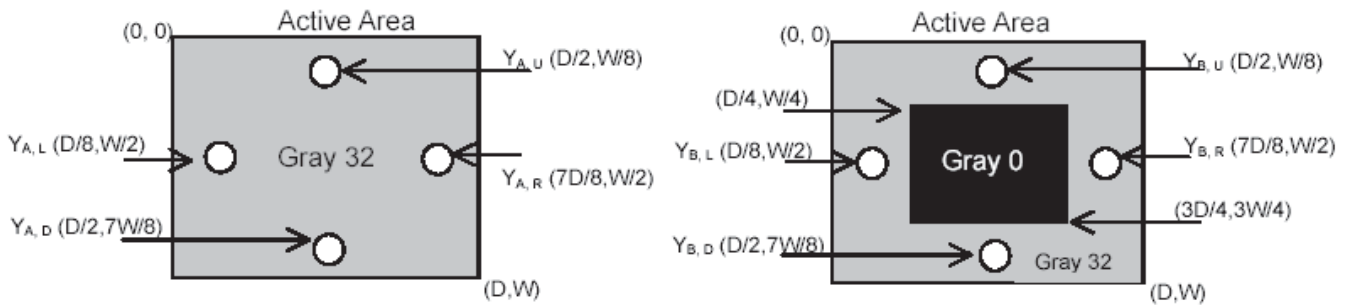 Active Area
(0, 0)
Y_A, U (D/2,W/8)
Y_A, L (D/8,W/2)
Gray 32
Y_A, R (7D/8,W/2)
Y_A, D (D/2,7W/8)
(D,W)
Active Area
(0, 0)
Y_B, U (D/2,W/8)
(D/4,W/4)
Y_B, L (D/8,W/2)
Gray 0
Y_B, R (7D/8,W/2)
(3D/4,3W/4)
Y_B, D (D/2,7W/8)
Gray 32
(D,W)